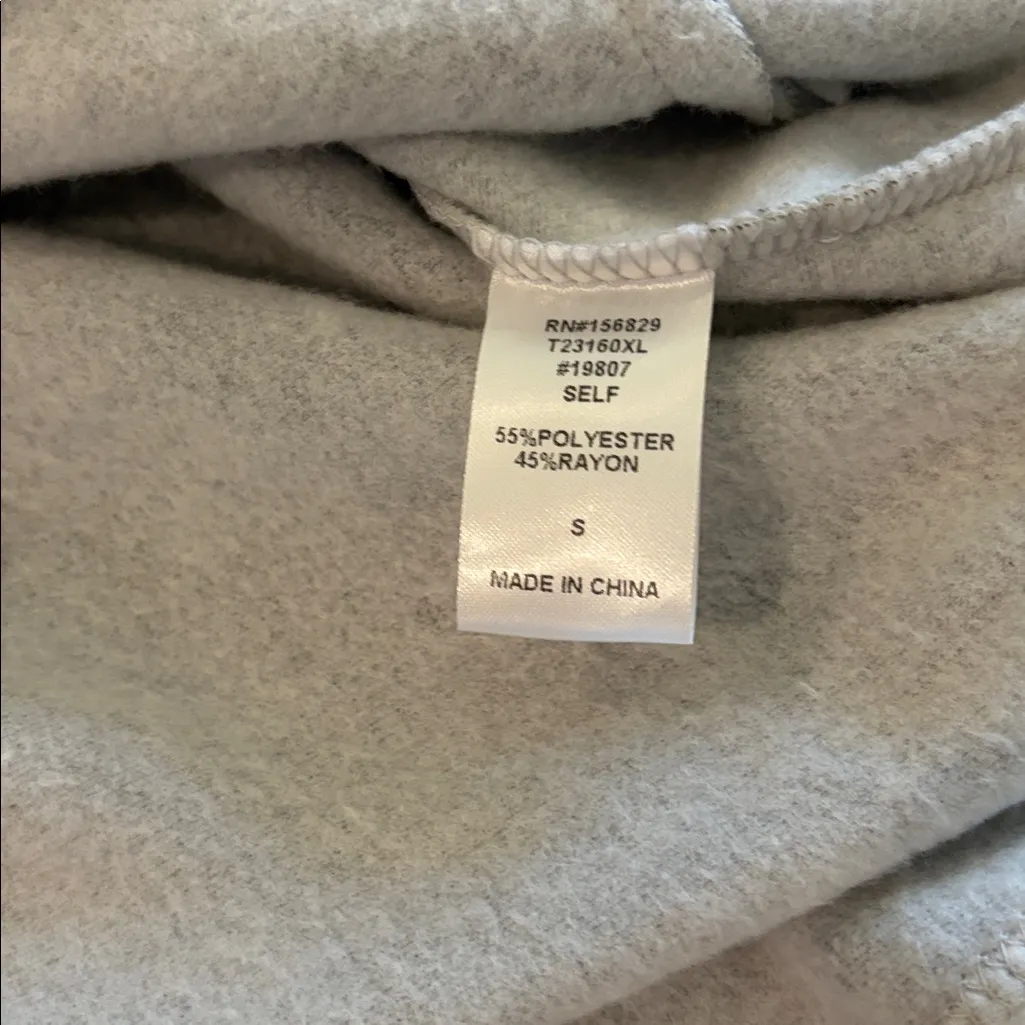 RN#156829
T23160XL
#19807
SELF
55%POLYESTER
45%RAYON
S
MADE IN CHINA